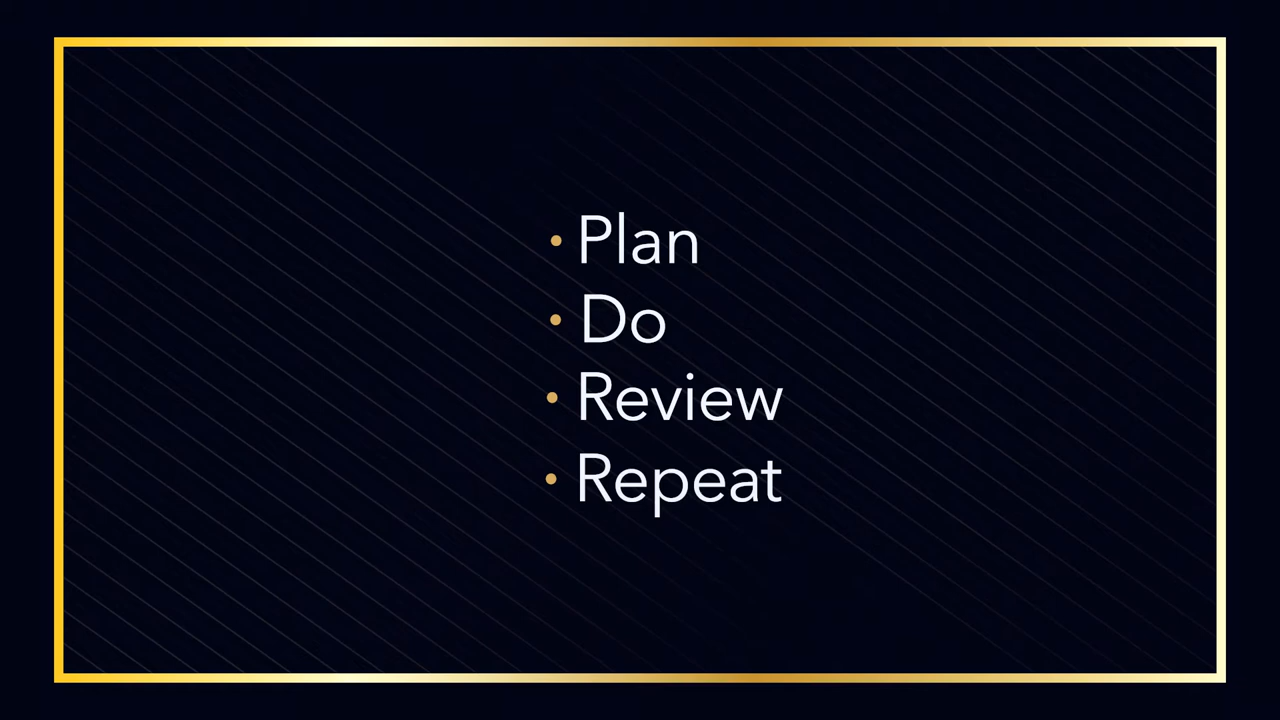 • Plan
• Do
• Review
• Repeat